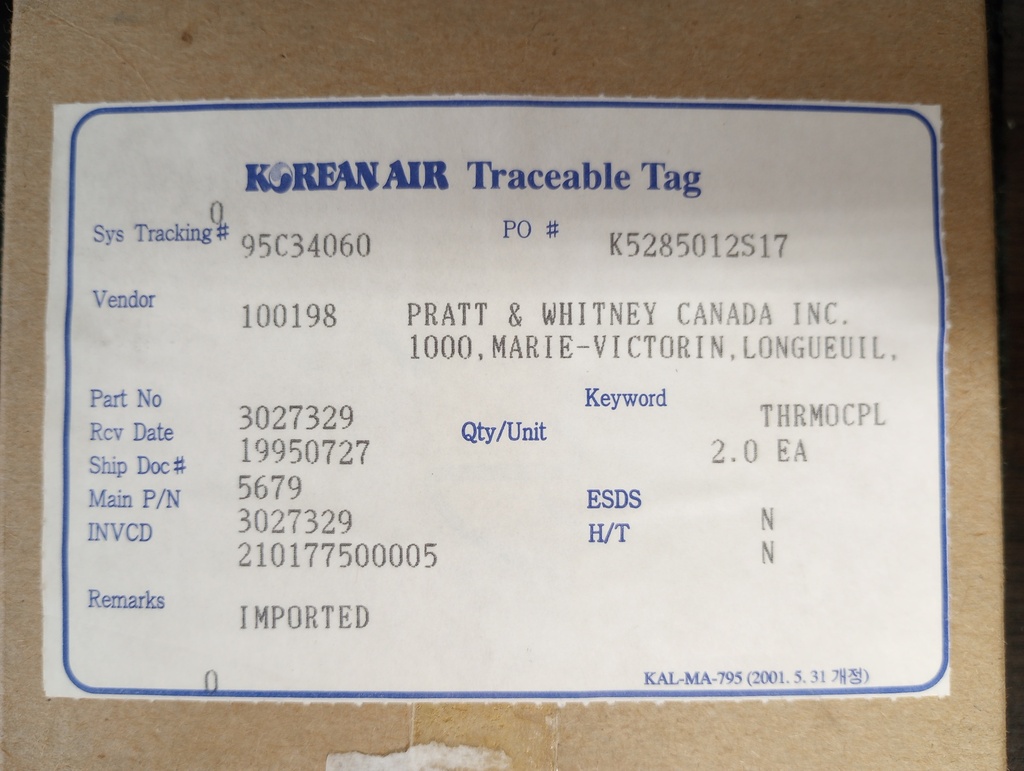 KOREAN AIR Traceable Tag
0
Sys Tracking# 95C34060 PO # K5285012S17
Vendor 100198 PRATT & WHITNEY CANADA INC.
1000,MARIE-VICTORIN,LONGUEUIL,
Part No 3027329 Keyword THRMOCPL
Rcv Date 19950727 Qty/Unit 2.0 EA
Ship Doc# 5679
Main P/N 3027329 ESDS N
INVCD 210177500005 H/T N
Remarks IMPORTED
0
KAL-MA-795 (2001. 5. 31 개정)